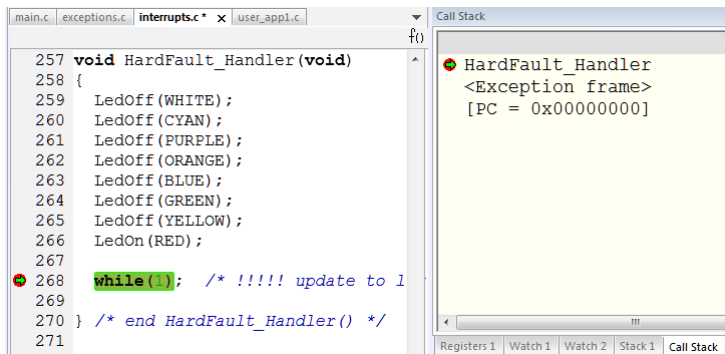 main.c exceptions.c interrupts.c * x user_app1.c
Call Stack
f()
257 void HardFault_Handler(void)
258 {
259 LedOff(WHITE);
260 LedOff(CYAN);
261 LedOff(PURPLE);
262 LedOff(ORANGE);
263 LedOff(BLUE);
264 LedOff(GREEN);
265 LedOff(YELLOW);
266 LedOn(RED);
267
268 while(1); /* !!!!! update to l
269
270 } /* end HardFault_Handler() */
271
HardFault_Handler
<Exception frame>
[PC = 0x00000000]
Registers 1 Watch 1 Watch 2 Stack 1 Call Stack